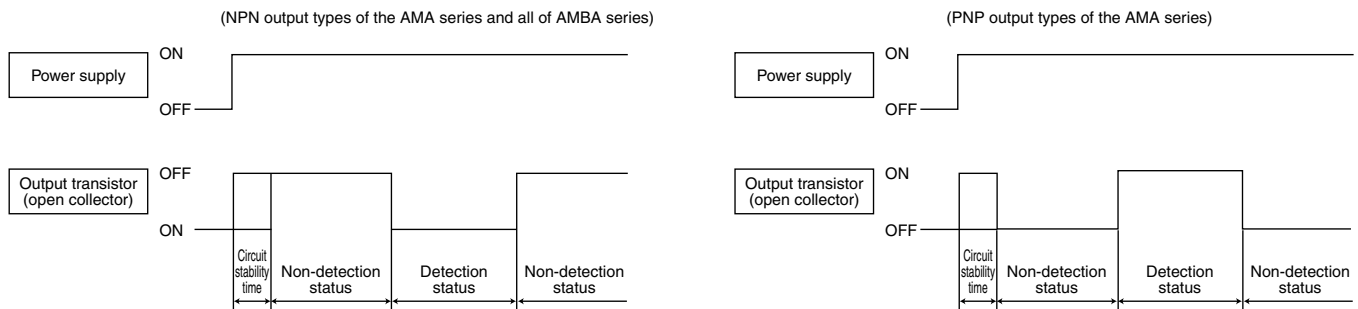 (NPN output types of the AMA series and all of AMBA series)
Power supply
ON
OFF
Output transistor
(open collector)
OFF
ON
Circuit
stability
time
Non-detection
status
Detection
status
Non-detection
status
(PNP output types of the AMA series)
Power supply
ON
OFF
Output transistor
(open collector)
ON
OFF
Circuit
stability
time
Non-detection
status
Detection
status
Non-detection
status